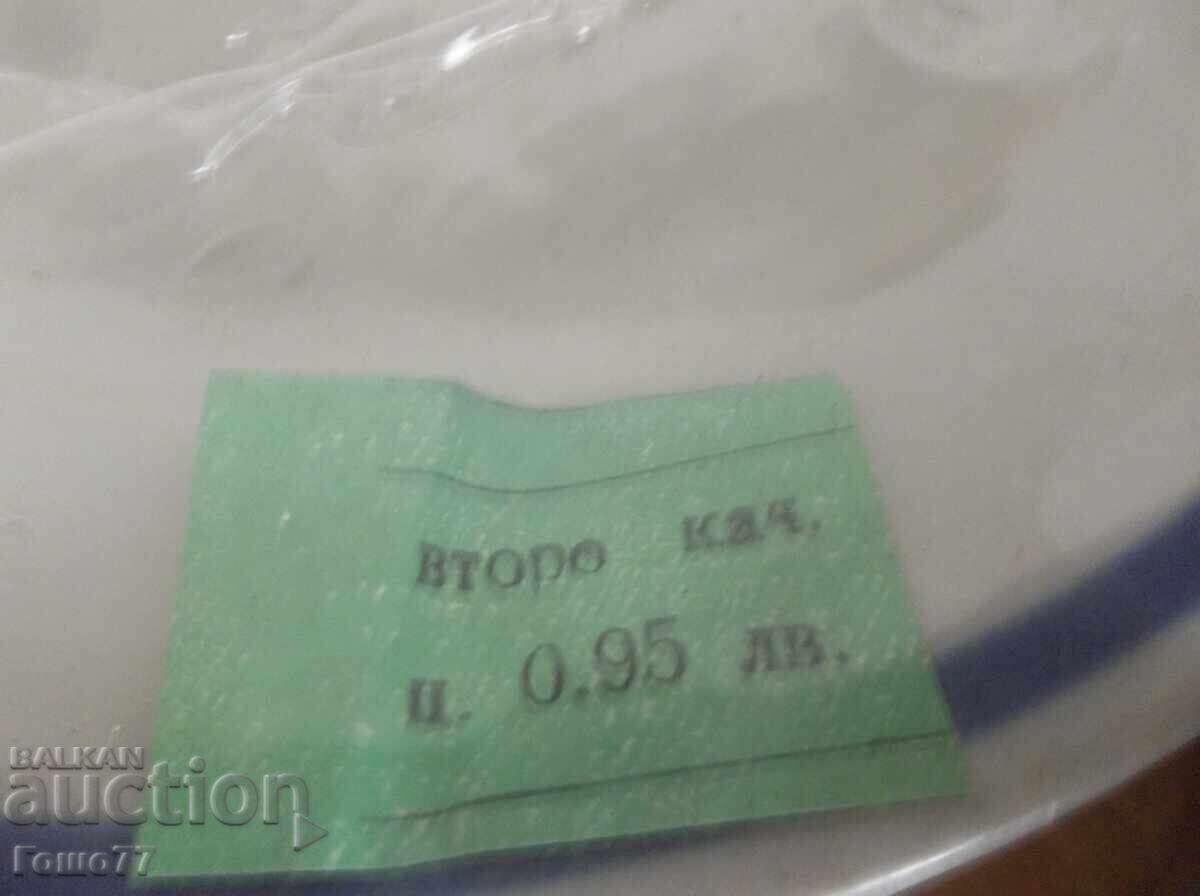 второ кач.
ц. 0.95 лв.
BALKAN
auction
Гошо77